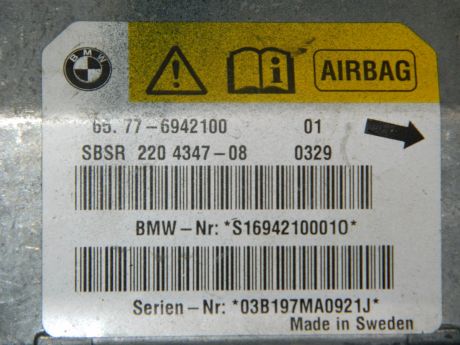 BMW
AIRBAG
65. 77-6942100 01
SBSR 220 4347-08 0329
BMW-Nr: *S16942100010*
Serien-Nr: *03B197MA0921J*
Made in Sweden